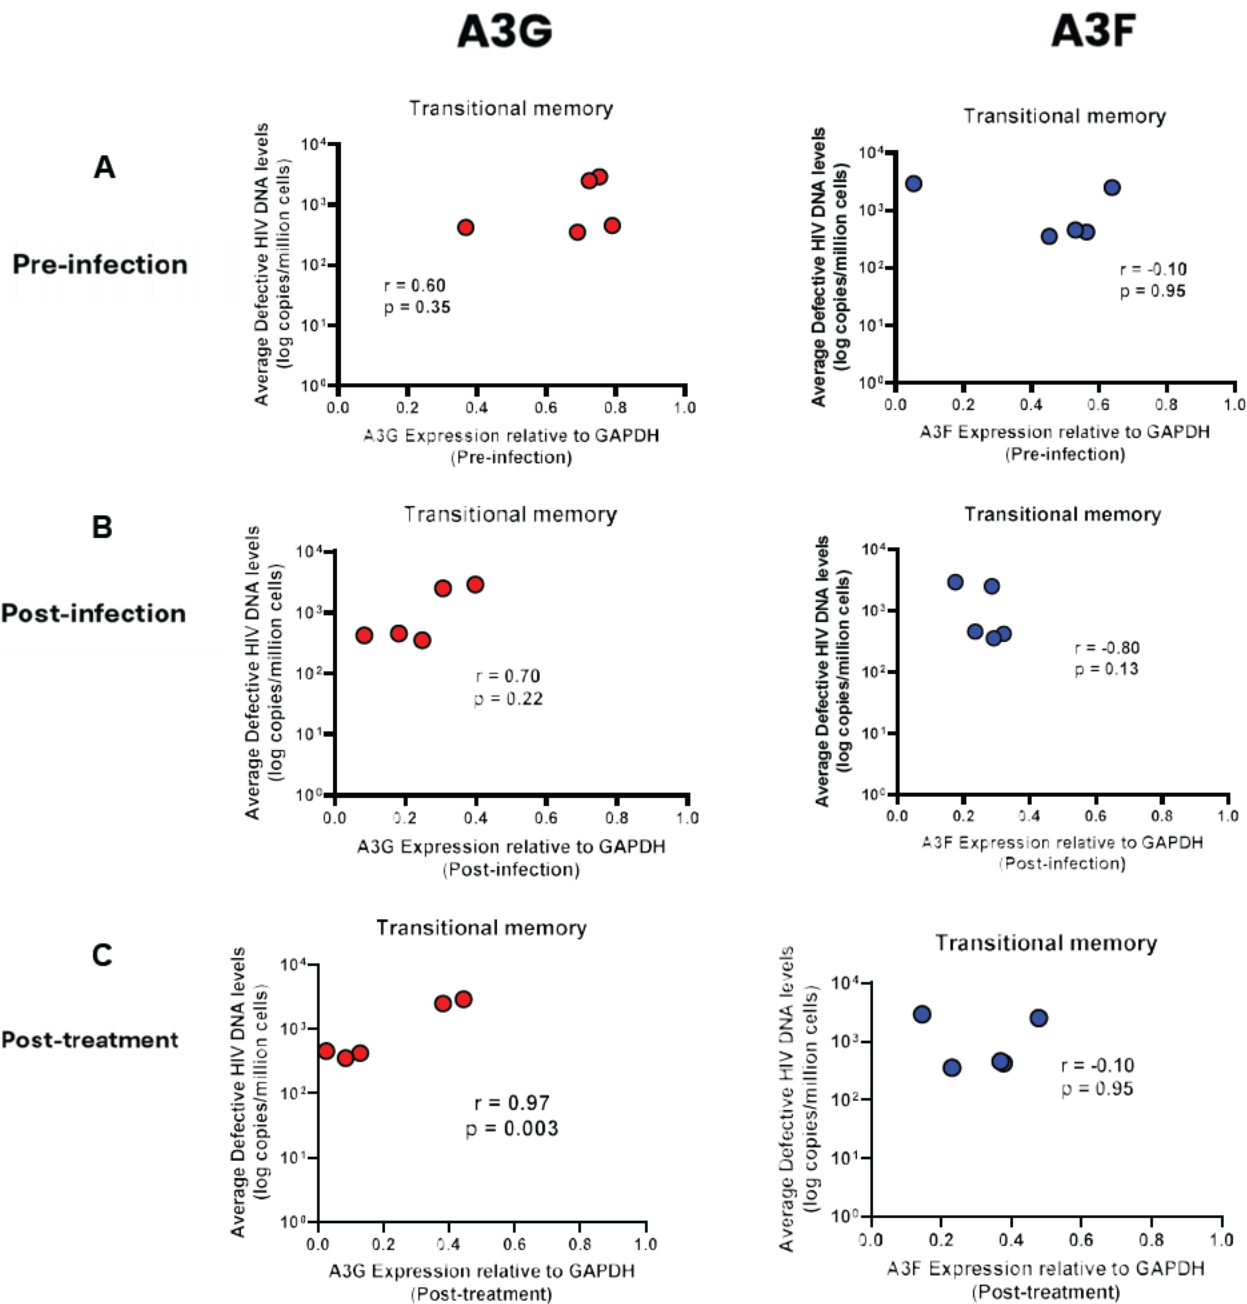 A3G
A3F
A
Pre-infection
Transitional memory
Average Defective HIV DNA levels
(log copies/million cells)
10⁴
10³
10²
10¹
10⁰
r = 0.60
p = 0.35
0.0 0.2 0.4 0.6 0.8 1.0
A3G Expression relative to GAPDH
(Pre-infection)
Transitional memory
Average Defective HIV DNA levels
(log copies/million cells)
10⁴
10³
10²
10¹
10⁰
r = -0.10
p = 0.95
0.0 0.2 0.4 0.6 0.8 1.0
A3F Expression relative to GAPDH
(Pre-infection)
B
Post-infection
Transitional memory
Average Defective HIV DNA levels
(log copies/million cells)
10⁴
10³
10²
10¹
10⁰
r = 0.70
p = 0.22
0.0 0.2 0.4 0.6 0.8 1.0
A3G Expression relative to GAPDH
(Post-infection)
Transitional memory
Average Defective HIV DNA levels
(log copies/million cells)
10⁴
10³
10²
10¹
10⁰
r = -0.80
p = 0.13
0.0 0.2 0.4 0.6 0.8 1.0
A3F Expression relative to GAPDH
(Post-infection)
C
Post-treatment
Transitional memory
Average Defective HIV DNA levels
(log copies/million cells)
10⁴
10³
10²
10¹
10⁰
r = 0.97
p = 0.003
0.0 0.2 0.4 0.6 0.8 1.0
A3G Expression relative to GAPDH
(Post-treatment)
Transitional memory
Average Defective HIV DNA levels
(log copies/million cells)
10⁴
10³
10²
10¹
10⁰
r = -0.10
p = 0.95
0.0 0.2 0.4 0.6 0.8 1.0
A3F Expression relative to GAPDH
(Post-treatment)